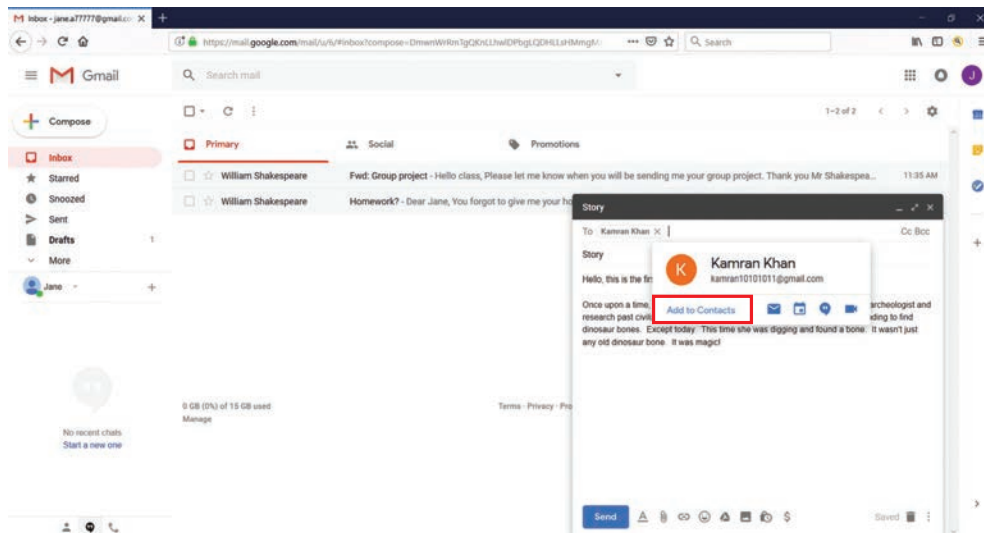 Inbox - jane.a77777@gmail.co X +
https://mail.google.com/mail/u/6/#inbox?compose= Search
Gmail Search mail J
Compose 1–2 of 2
Primary Social Promotions
Inbox
Starred
Snoozed
Sent
Drafts 1
More
Jane +
William Shakespeare Fwd: Group project - Hello class, Please let me know when you will be sending me your group project. Thank you Mr Shakespea... 11:35 AM
William Shakespeare Homework? - Dear Jane, You forgot to give me your ho
Story
To Kamran Khan × Cc Bcc
Story
K Kamran Khan
kamran10101011@gmail.com
Hello, this is the fir
Add to Contacts
Once upon a time, archeologist and
research past civili ding to find
dinosaur bones. Except today. This time she was digging and found a bone. It wasn't just
any old dinosaur bone. It was magic!
0 GB (0%) of 15 GB used
Manage
Terms · Privacy · Pro
No recent chats
Start a new one
Send A $ Saved